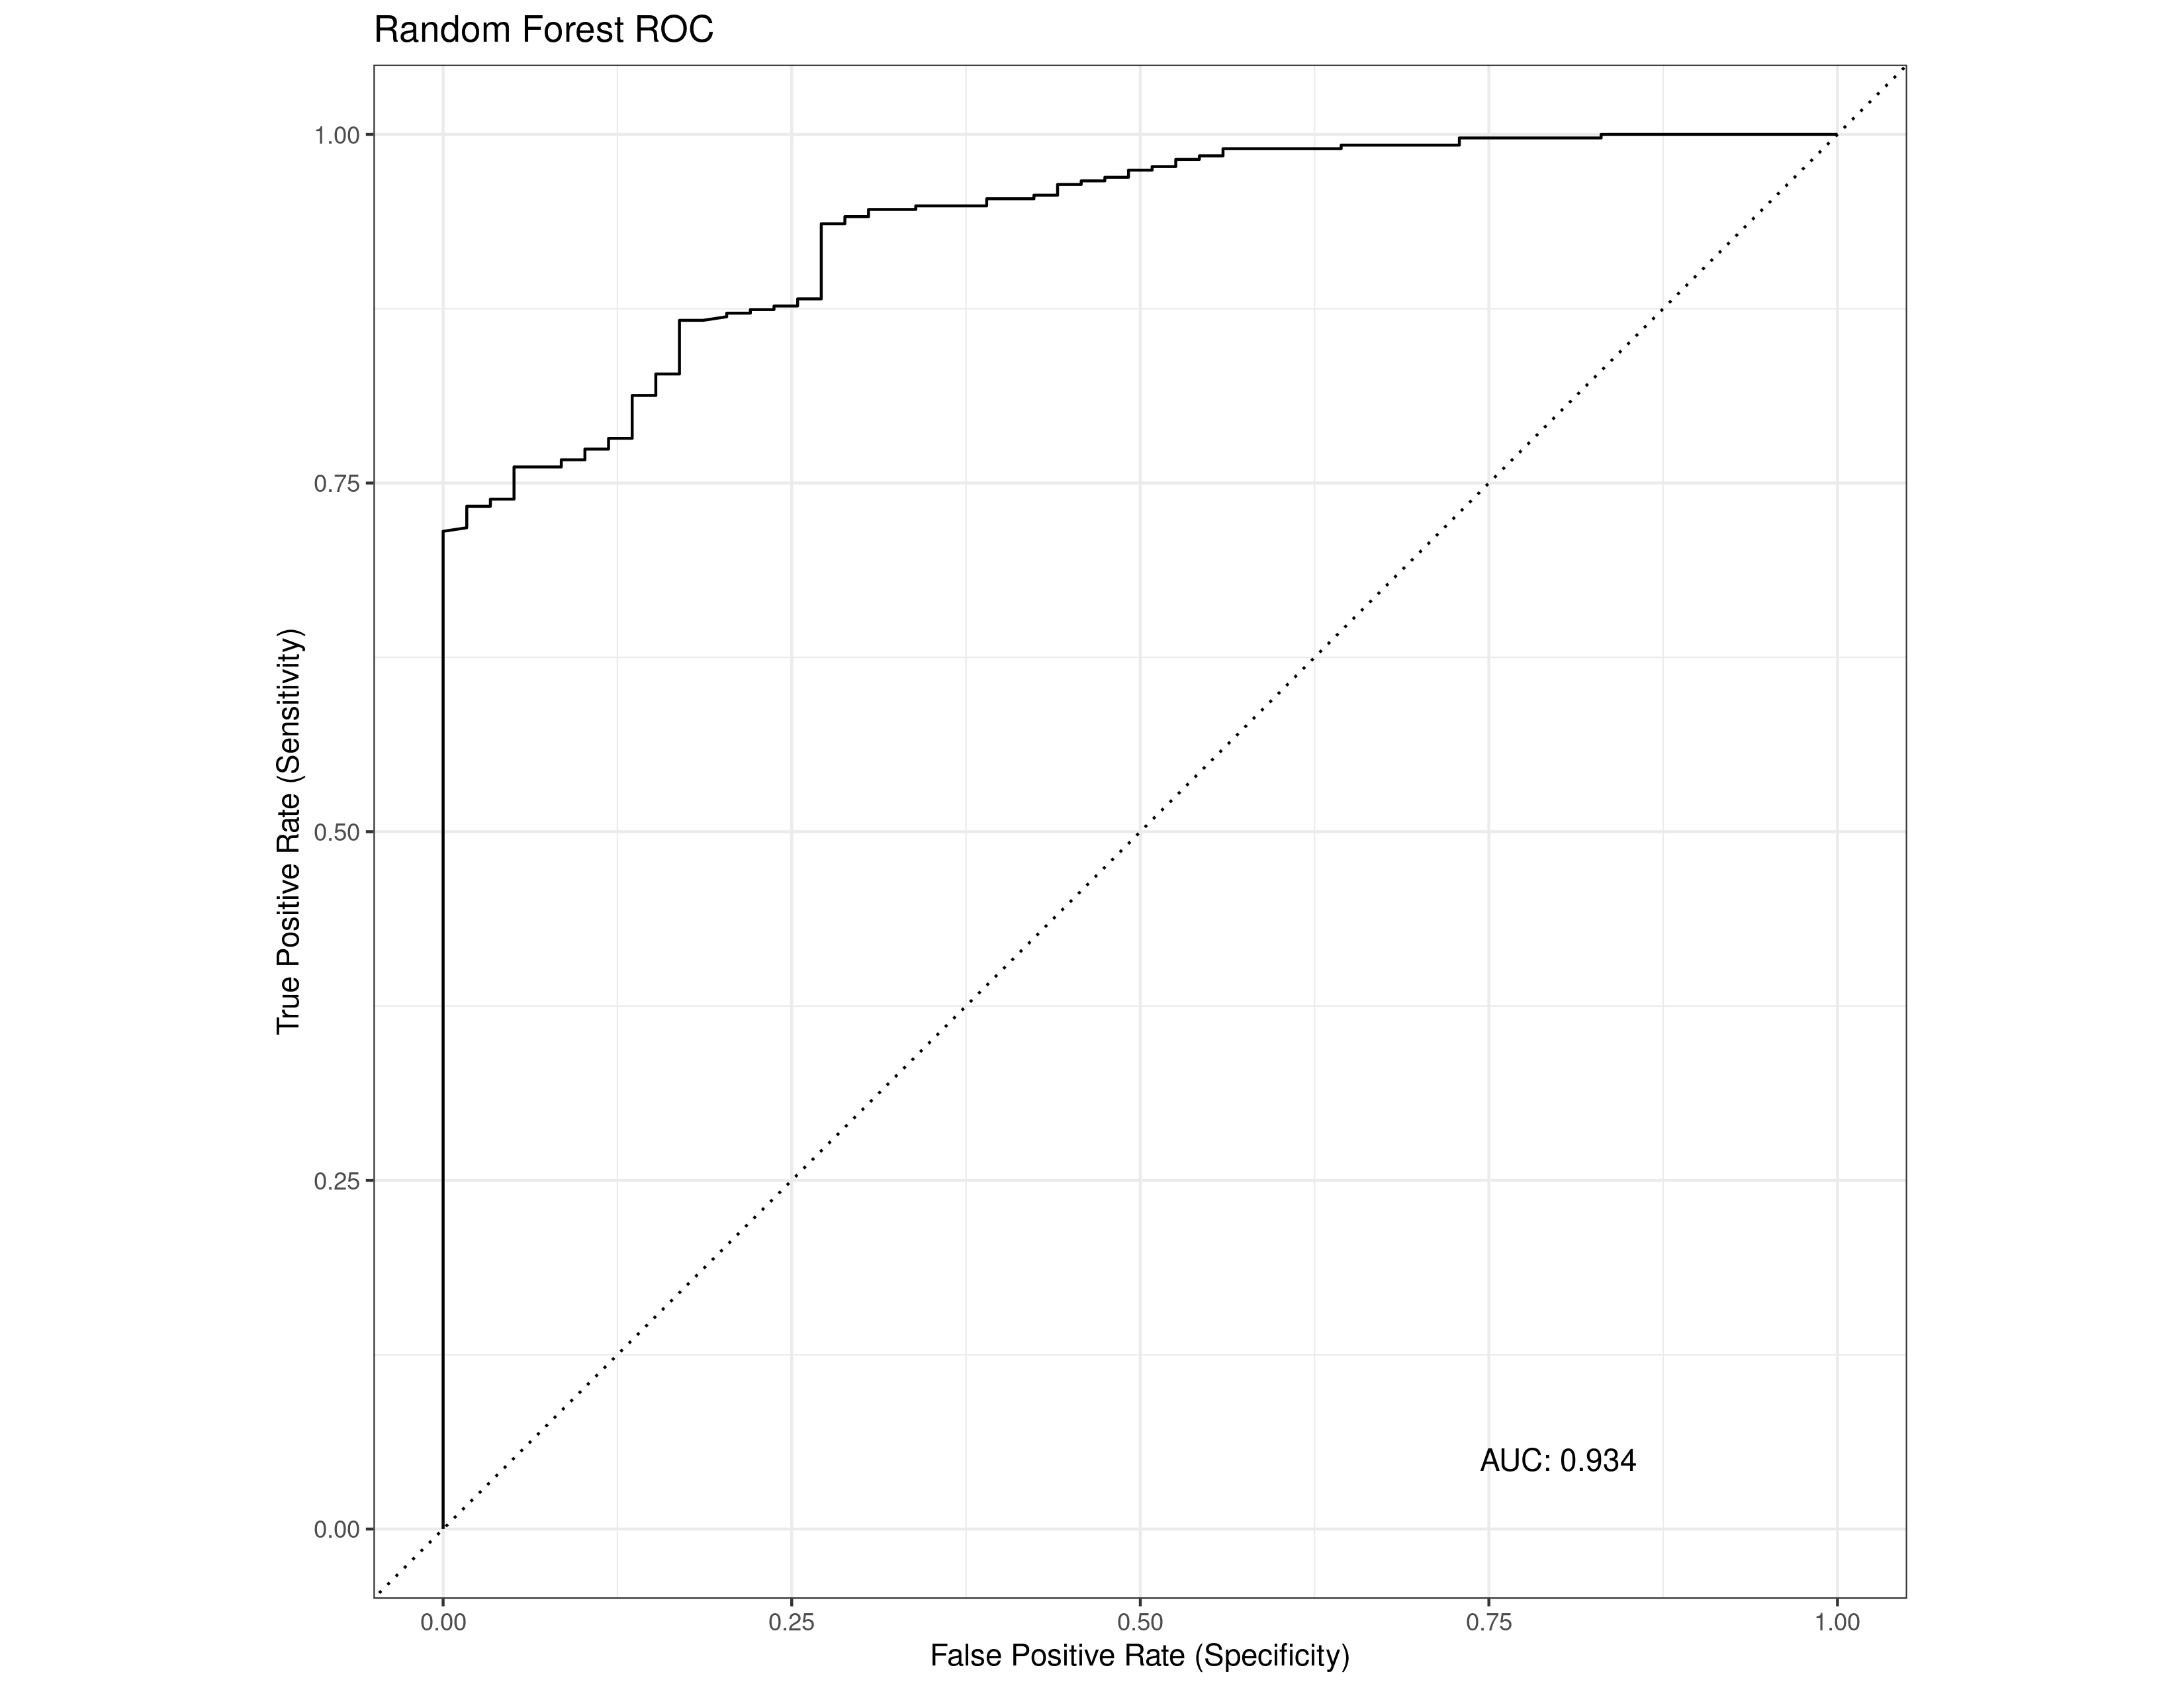 Random Forest ROC
True Positive Rate (Sensitivity)
1.00
0.75
0.50
0.25
0.00
AUC: 0.934
0.00 0.25 0.50 0.75 1.00
False Positive Rate (Specificity)